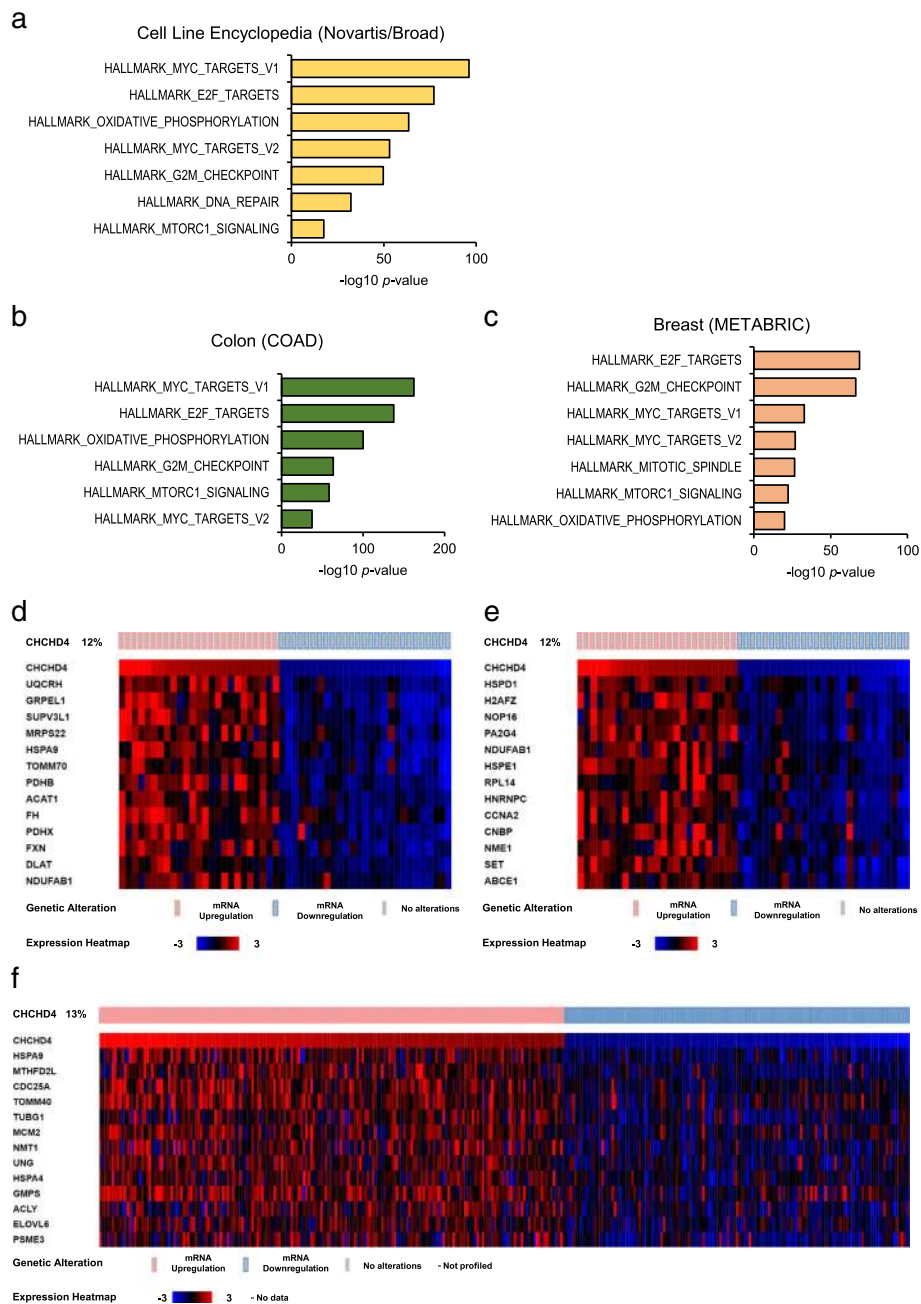 a
Cell Line Encyclopedia (Novartis/Broad)
HALLMARK_MYC_TARGETS_V1
HALLMARK_E2F_TARGETS
HALLMARK_OXIDATIVE_PHOSPHORYLATION
HALLMARK_MYC_TARGETS_V2
HALLMARK_G2M_CHECKPOINT
HALLMARK_DNA_REPAIR
HALLMARK_MTORC1_SIGNALING
0 50 100
-log10 p-value
b
Colon (COAD)
HALLMARK_MYC_TARGETS_V1
HALLMARK_E2F_TARGETS
HALLMARK_OXIDATIVE_PHOSPHORYLATION
HALLMARK_G2M_CHECKPOINT
HALLMARK_MTORC1_SIGNALING
HALLMARK_MYC_TARGETS_V2
0 100 200
-log10 p-value
c
Breast (METABRIC)
HALLMARK_E2F_TARGETS
HALLMARK_G2M_CHECKPOINT
HALLMARK_MYC_TARGETS_V1
HALLMARK_MYC_TARGETS_V2
HALLMARK_MITOTIC_SPINDLE
HALLMARK_MTORC1_SIGNALING
HALLMARK_OXIDATIVE_PHOSPHORYLATION
0 50 100
-log10 p-value
d
CHCHD4 12%
CHCHD4
UQCRH
GRPEL1
SUPV3L1
MRPS22
HSPA9
TOMM70
PDHB
ACAT1
FH
PDHX
FXN
DLAT
NDUFAB1
Genetic Alteration mRNA Upregulation mRNA Downregulation No alterations
Expression Heatmap -3 3
e
CHCHD4 12%
CHCHD4
HSPD1
H2AFZ
NOP16
PA2G4
NDUFAB1
HSPE1
RPL14
HNRNPC
CCNA2
CNBP
NME1
SET
ABCE1
Genetic Alteration mRNA Upregulation mRNA Downregulation No alterations
Expression Heatmap -3 3
f
CHCHD4 13%
CHCHD4
HSPA9
MTHFD2L
CDC25A
TOMM40
TUBG1
MCM2
NMT1
UNG
HSPA4
GMPS
ACLY
ELOVL6
PSME3
Genetic Alteration mRNA Upregulation mRNA Downregulation No alterations - Not profiled
Expression Heatmap -3 3 - No data